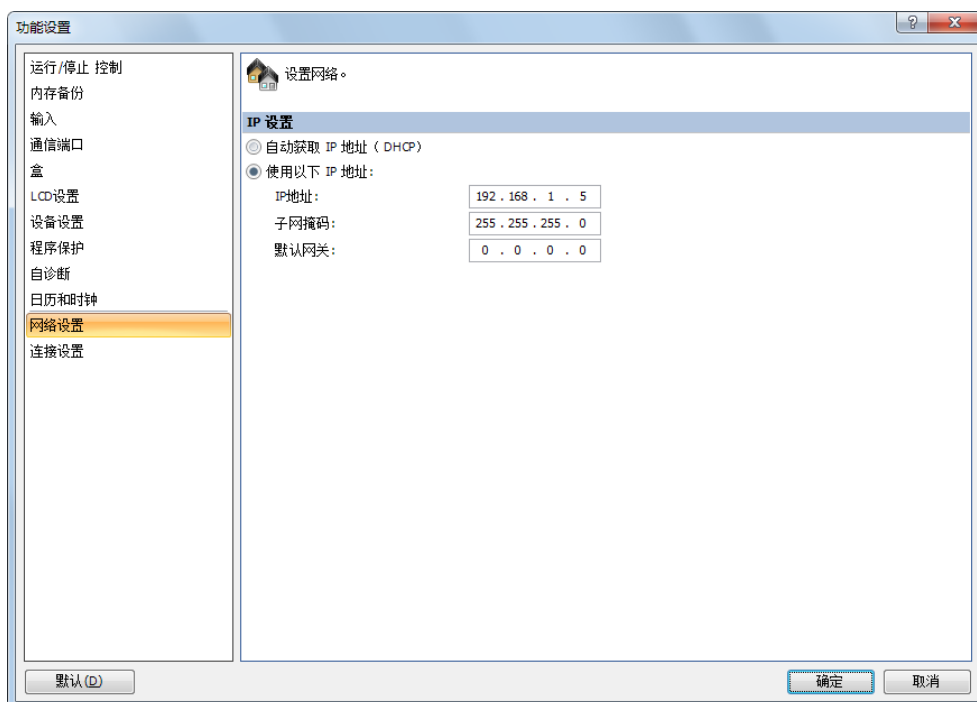 功能设置
运行/停止 控制
内存备份
输入
通信端口
盒
LCD设置
设备设置
程序保护
自诊断
日历和时钟
网络设置
连接设置
设置网络。
IP 设置
自动获取 IP 地址 ( DHCP)
使用以下 IP 地址:
IP地址: 192 . 168 . 1 . 5
子网掩码: 255 . 255 . 255 . 0
默认网关: 0 . 0 . 0 . 0
默认(D) 确定 取消